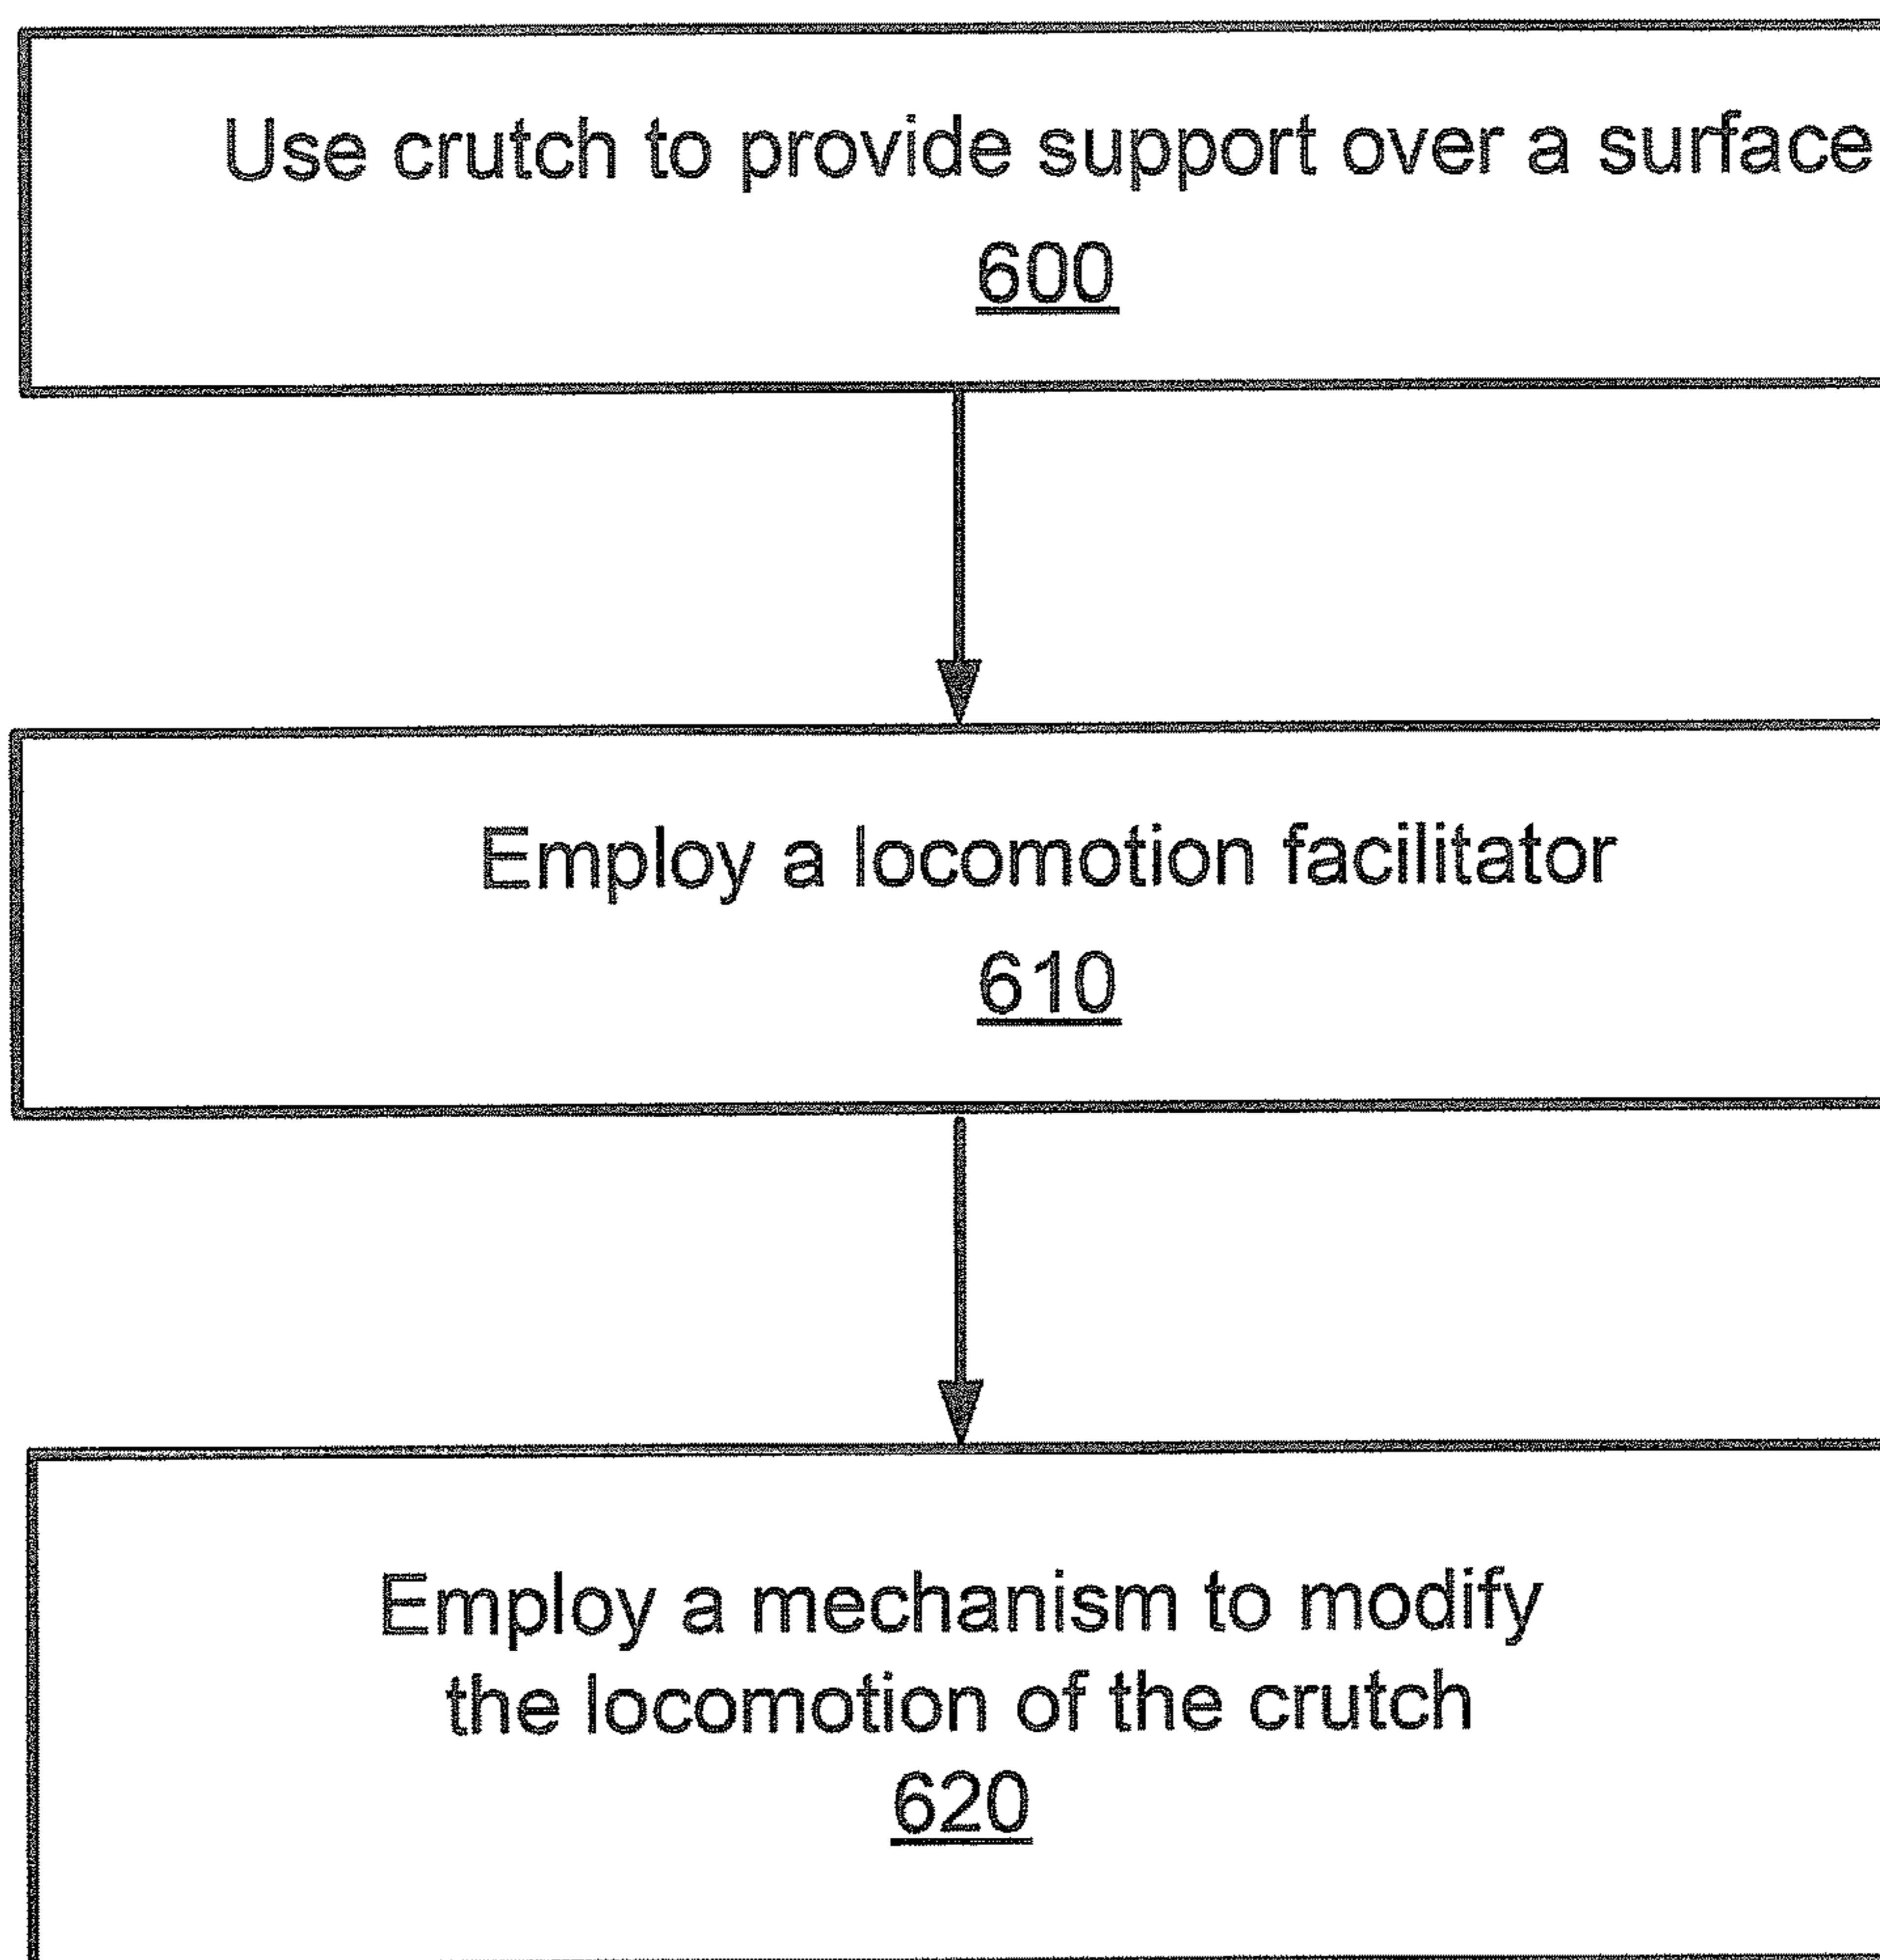 Use crutch to provide support over a surface
600
Employ a locomotion facilitator
610
Employ a mechanism to modify
the locomotion of the crutch
620